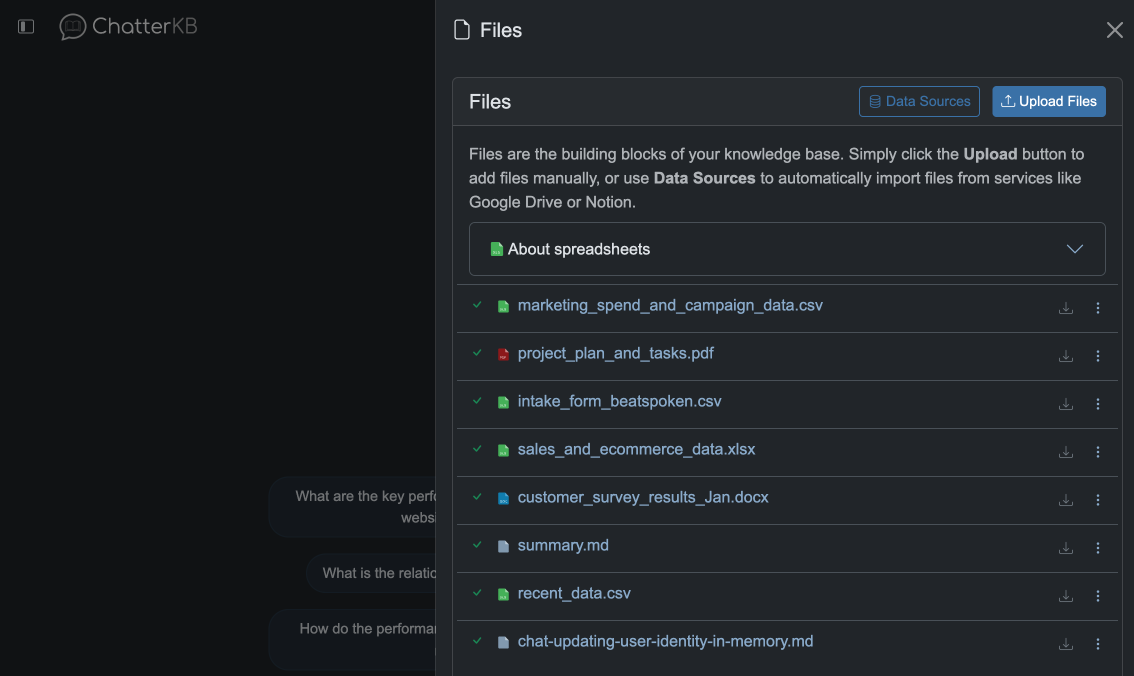 ChatterKB
Files
Files
Data Sources
Upload Files
Files are the building blocks of your knowledge base. Simply click the Upload button to
add files manually, or use Data Sources to automatically import files from services like
Google Drive or Notion.
About spreadsheets
marketing_spend_and_campaign_data.csv
project_plan_and_tasks.pdf
intake_form_beatspoken.csv
sales_and_ecommerce_data.xlsx
customer_survey_results_Jan.docx
summary.md
recent_data.csv
chat-updating-user-identity-in-memory.md
What are the key perfo
websi
What is the relatio
How do the performa